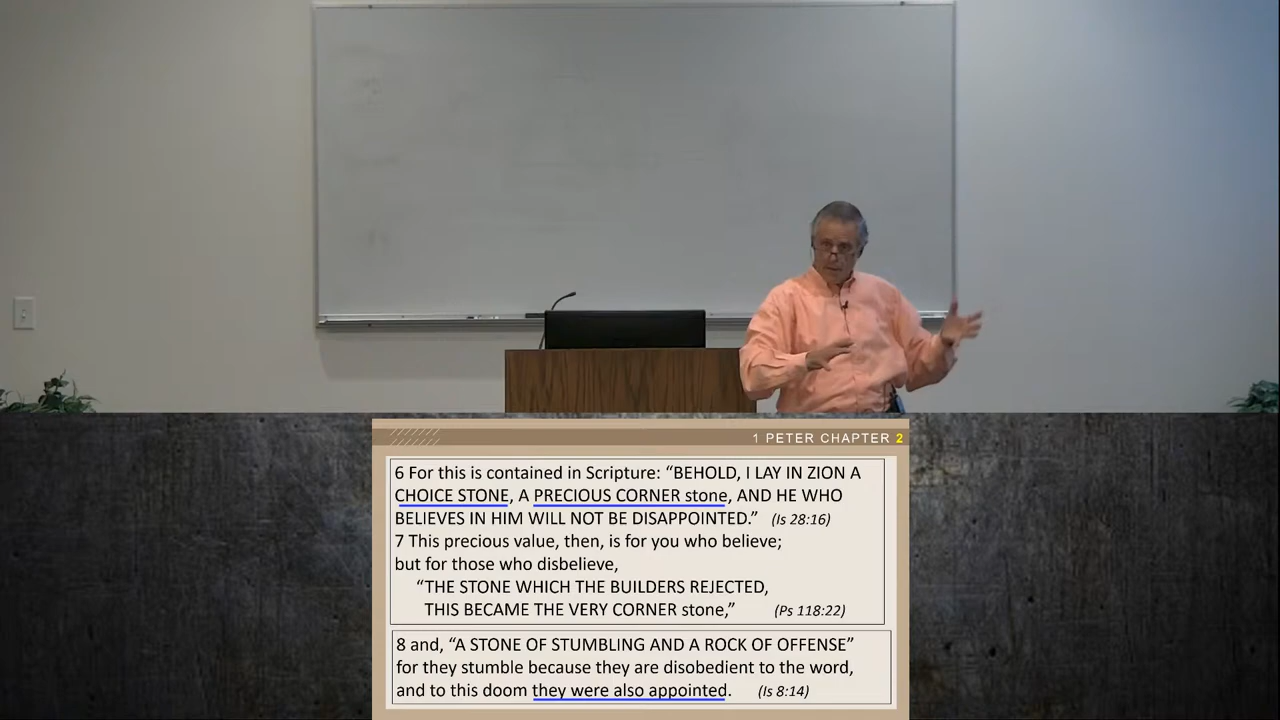 1 PETER CHAPTER 2
6 For this is contained in Scripture: “BEHOLD, I LAY IN ZION A
CHOICE STONE, A PRECIOUS CORNER stone, AND HE WHO
BELIEVES IN HIM WILL NOT BE DISAPPOINTED.” (Is 28:16)
7 This precious value, then, is for you who believe;
but for those who disbelieve,
“THE STONE WHICH THE BUILDERS REJECTED,
THIS BECAME THE VERY CORNER stone,” (Ps 118:22)
8 and, “A STONE OF STUMBLING AND A ROCK OF OFFENSE”
for they stumble because they are disobedient to the word,
and to this doom they were also appointed. (Is 8:14)